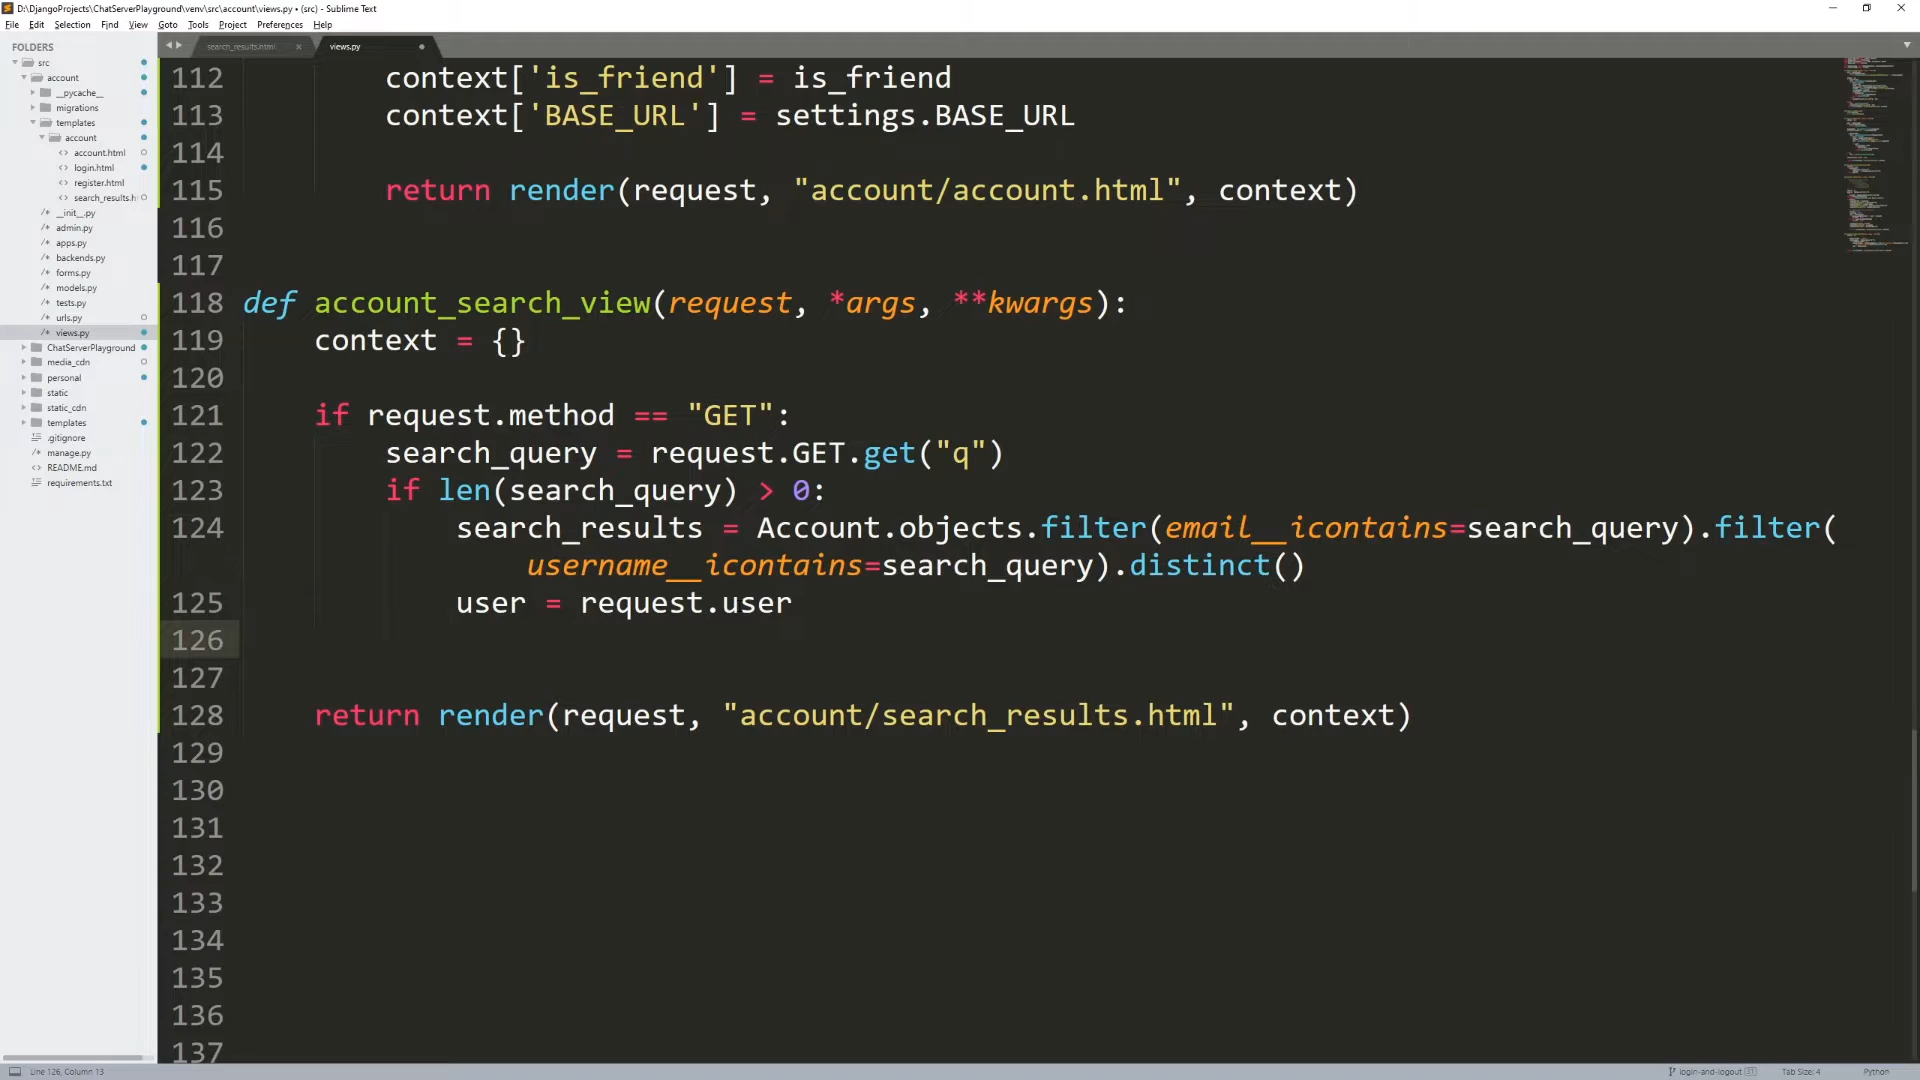 D:\DjangoProjects\ChatServerPlayground\venv\src\account\views.py • (src) - Sublime Text
File Edit Selection Find View Goto Tools Project Preferences Help
FOLDERS
src
account
__pycache__
migrations
templates
account
account.html
login.html
register.html
search_results.h
__init__.py
admin.py
apps.py
backends.py
forms.py
models.py
tests.py
urls.py
views.py
ChatServerPlayground
media_cdn
personal
static
static_cdn
templates
.gitignore
manage.py
README.md
requirements.txt
search_results.html × views.py
112 context['is_friend'] = is_friend
113 context['BASE_URL'] = settings.BASE_URL
114
115 return render(request, "account/account.html", context)
116
117
118 def account_search_view(request, *args, **kwargs):
119 context = {}
120
121 if request.method == "GET":
122 search_query = request.GET.get("q")
123 if len(search_query) > 0:
124 search_results = Account.objects.filter(email__icontains=search_query).filter(
username__icontains=search_query).distinct()
125 user = request.user
126
127
128 return render(request, "account/search_results.html", context)
129
130
131
132
133
134
135
136
137
Line 126, Column 13 login-and-logout 31 Tab Size: 4 Python